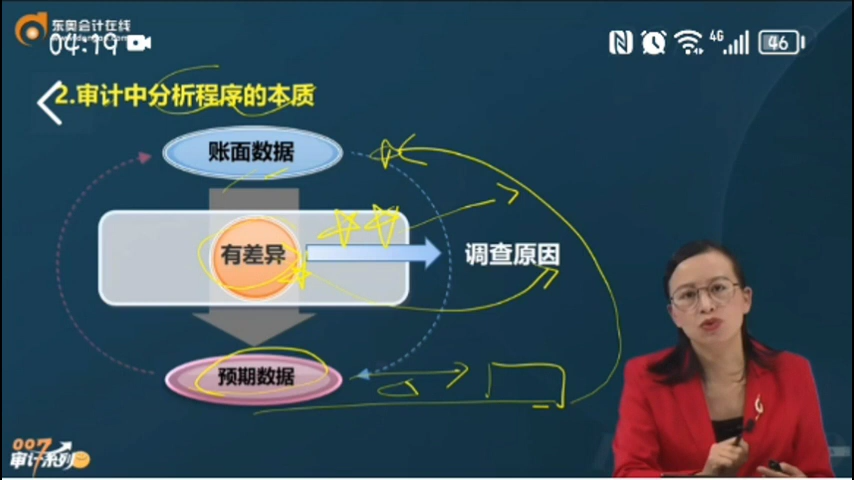 东奥会计在线
04:19
4G
46
2.审计中分析程序的本质
账面数据
有差异
调查原因
预期数据
007
审计系列